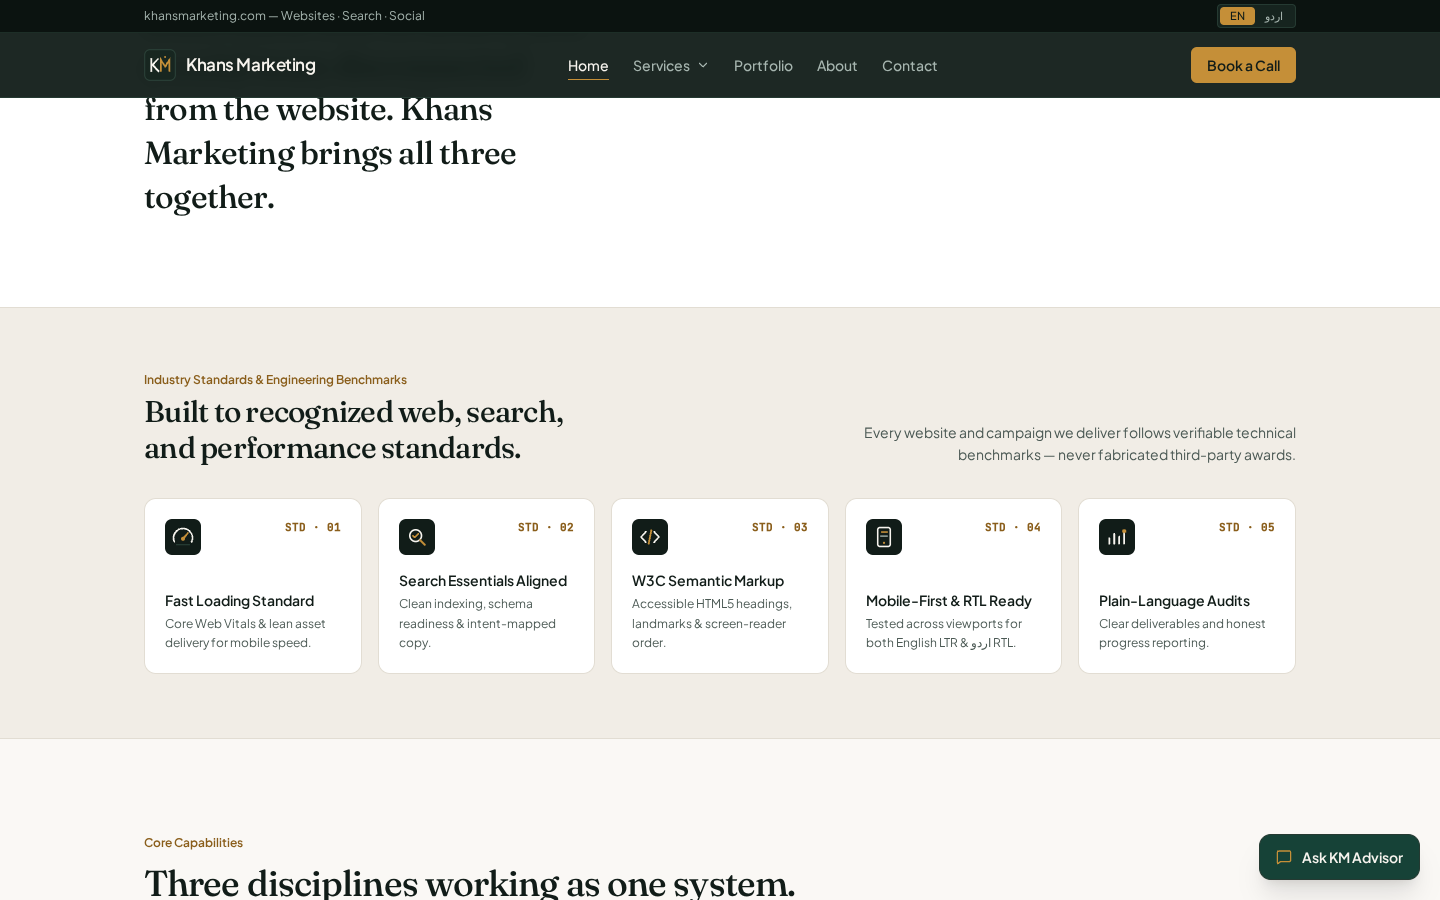 khansmarketing.com — Websites · Search · Social
EN
اردو
KM
Khans Marketing
Home
Services
Portfolio
About
Contact
Book a Call
from the website. Khans
Marketing brings all three
together.
Industry Standards & Engineering Benchmarks
Built to recognized web, search,
and performance standards.
Every website and campaign we deliver follows verifiable technical
benchmarks — never fabricated third-party awards.
STD · 01
Fast Loading Standard
Core Web Vitals & lean asset
delivery for mobile speed.
STD · 02
Search Essentials Aligned
Clean indexing, schema
readiness & intent-mapped
copy.
STD · 03
W3C Semantic Markup
Accessible HTML5 headings,
landmarks & screen-reader
order.
STD · 04
Mobile-First & RTL Ready
Tested across viewports for
both English LTR & اردو RTL.
STD · 05
Plain-Language Audits
Clear deliverables and honest
progress reporting.
Core Capabilities
Three disciplines working as one system.
Ask KM Advisor